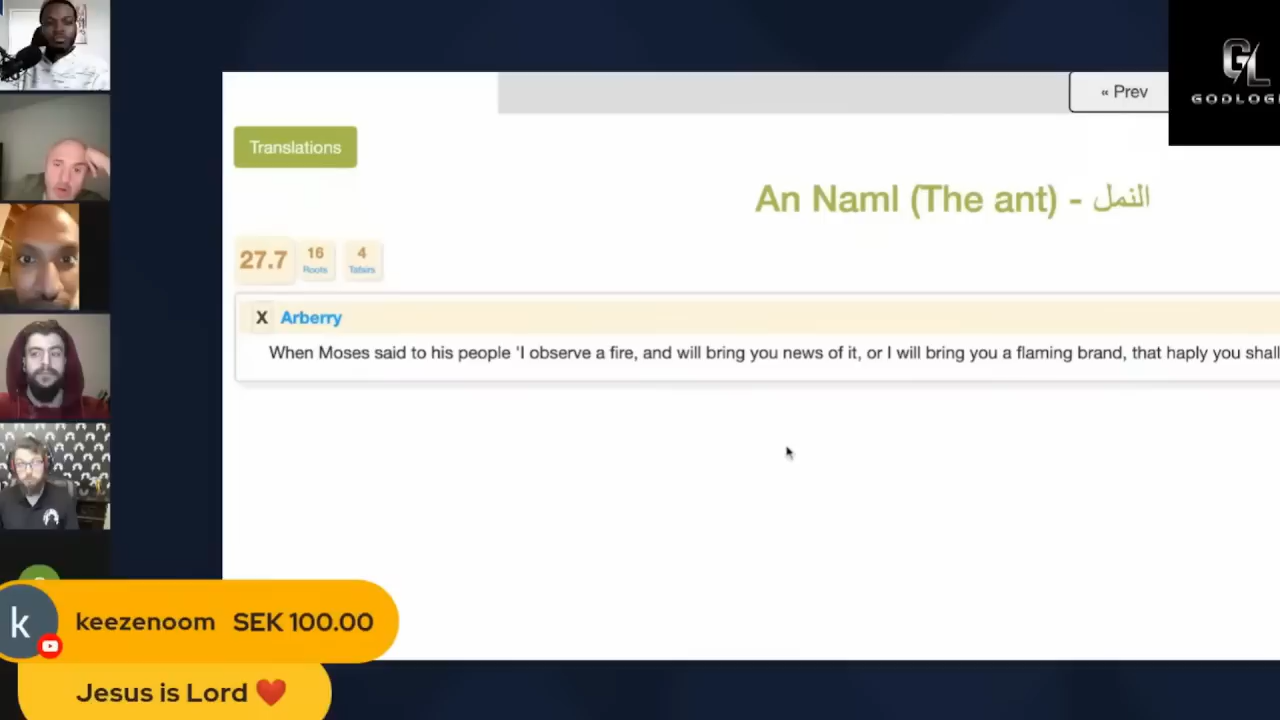 « Prev
GL
GODLOGI
Translations
An Naml (The ant) - النمل
27.7
16
Roots
4
Tafsirs
X Arberry
When Moses said to his people 'I observe a fire, and will bring you news of it, or I will bring you a flaming brand, that haply you shall
k keezenoom SEK 100.00
Jesus is Lord ❤️